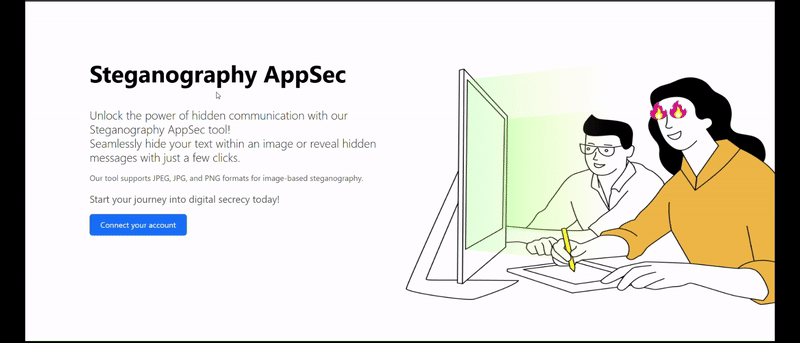 Steganography AppSec
Unlock the power of hidden communication with our
Steganography AppSec tool!
Seamlessly hide your text within an image or reveal hidden
messages with just a few clicks.
Our tool supports JPEG, JPG, and PNG formats for image-based steganography.
Start your journey into digital secrecy today!
Connect your account